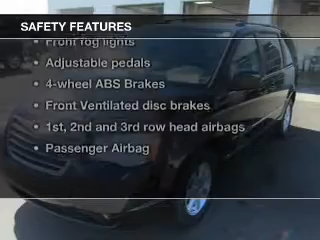 SAFETY FEATURES
• Front fog lights
• Adjustable pedals
• 4-wheel ABS Brakes
• Front Ventilated disc brakes
• 1st, 2nd and 3rd row head airbags
• Passenger Airbag